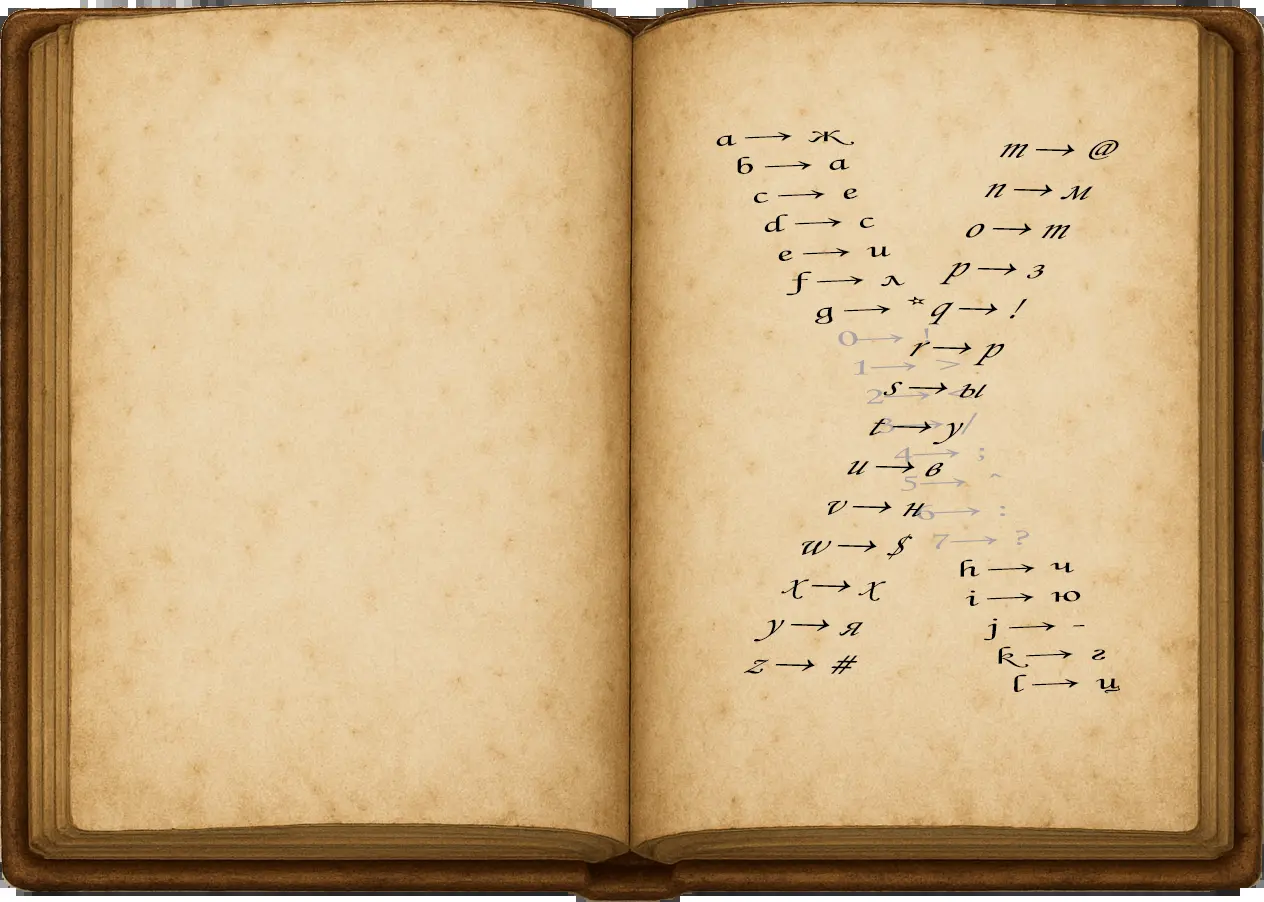 a → ж
b → а
c → е
d → с
e → и
f → л
g → *
0 → !
1 → >
2 → <
3 → /
4 → ;
5 → ^
6 → :
7 → ?
h → ч
i → ю
j → -
k → г
l → ц
m → @
n → м
o → т
p → з
q → !
r → р
s → ы
t → у
u → в
v → н
w → $
x → х
y → я
z → #